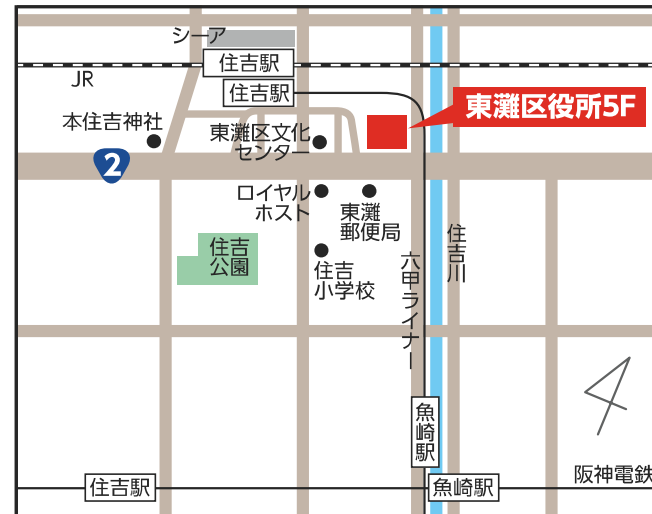 シーア
住吉駅
JR
住吉駅
東灘区役所5F
本住吉神社
東灘区文化
センター
2
ロイヤル
ホスト
東灘
郵便局
住吉
公園
住吉
小学校
六甲ライナー
住吉川
魚崎駅
阪神電鉄
住吉駅
魚崎駅